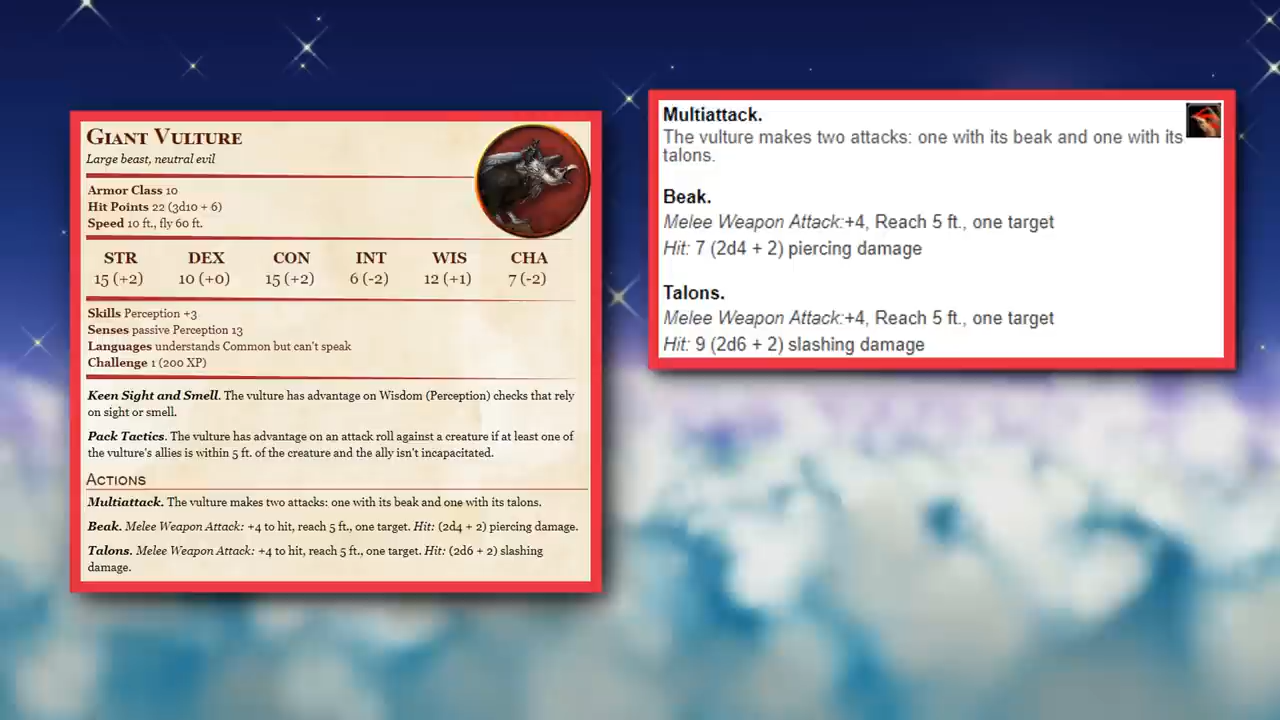 GIANT VULTURE
Large beast, neutral evil
Armor Class 10
Hit Points 22 (3d10 + 6)
Speed 10 ft., fly 60 ft.
STR DEX CON INT WIS CHA
15 (+2) 10 (+0) 15 (+2) 6 (-2) 12 (+1) 7 (-2)
Skills Perception +3
Senses passive Perception 13
Languages understands Common but can't speak
Challenge 1 (200 XP)
Keen Sight and Smell. The vulture has advantage on Wisdom (Perception) checks that rely
on sight or smell.
Pack Tactics. The vulture has advantage on an attack roll against a creature if at least one of
the vulture's allies is within 5 ft. of the creature and the ally isn't incapacitated.
ACTIONS
Multiattack. The vulture makes two attacks: one with its beak and one with its talons.
Beak. Melee Weapon Attack: +4 to hit, reach 5 ft., one target. Hit: (2d4 + 2) piercing damage.
Talons. Melee Weapon Attack: +4 to hit, reach 5 ft., one target. Hit: (2d6 + 2) slashing
damage.
Multiattack.
The vulture makes two attacks: one with its beak and one with its
talons.
Beak.
Melee Weapon Attack:+4, Reach 5 ft., one target
Hit: 7 (2d4 + 2) piercing damage
Talons.
Melee Weapon Attack:+4, Reach 5 ft., one target
Hit: 9 (2d6 + 2) slashing damage